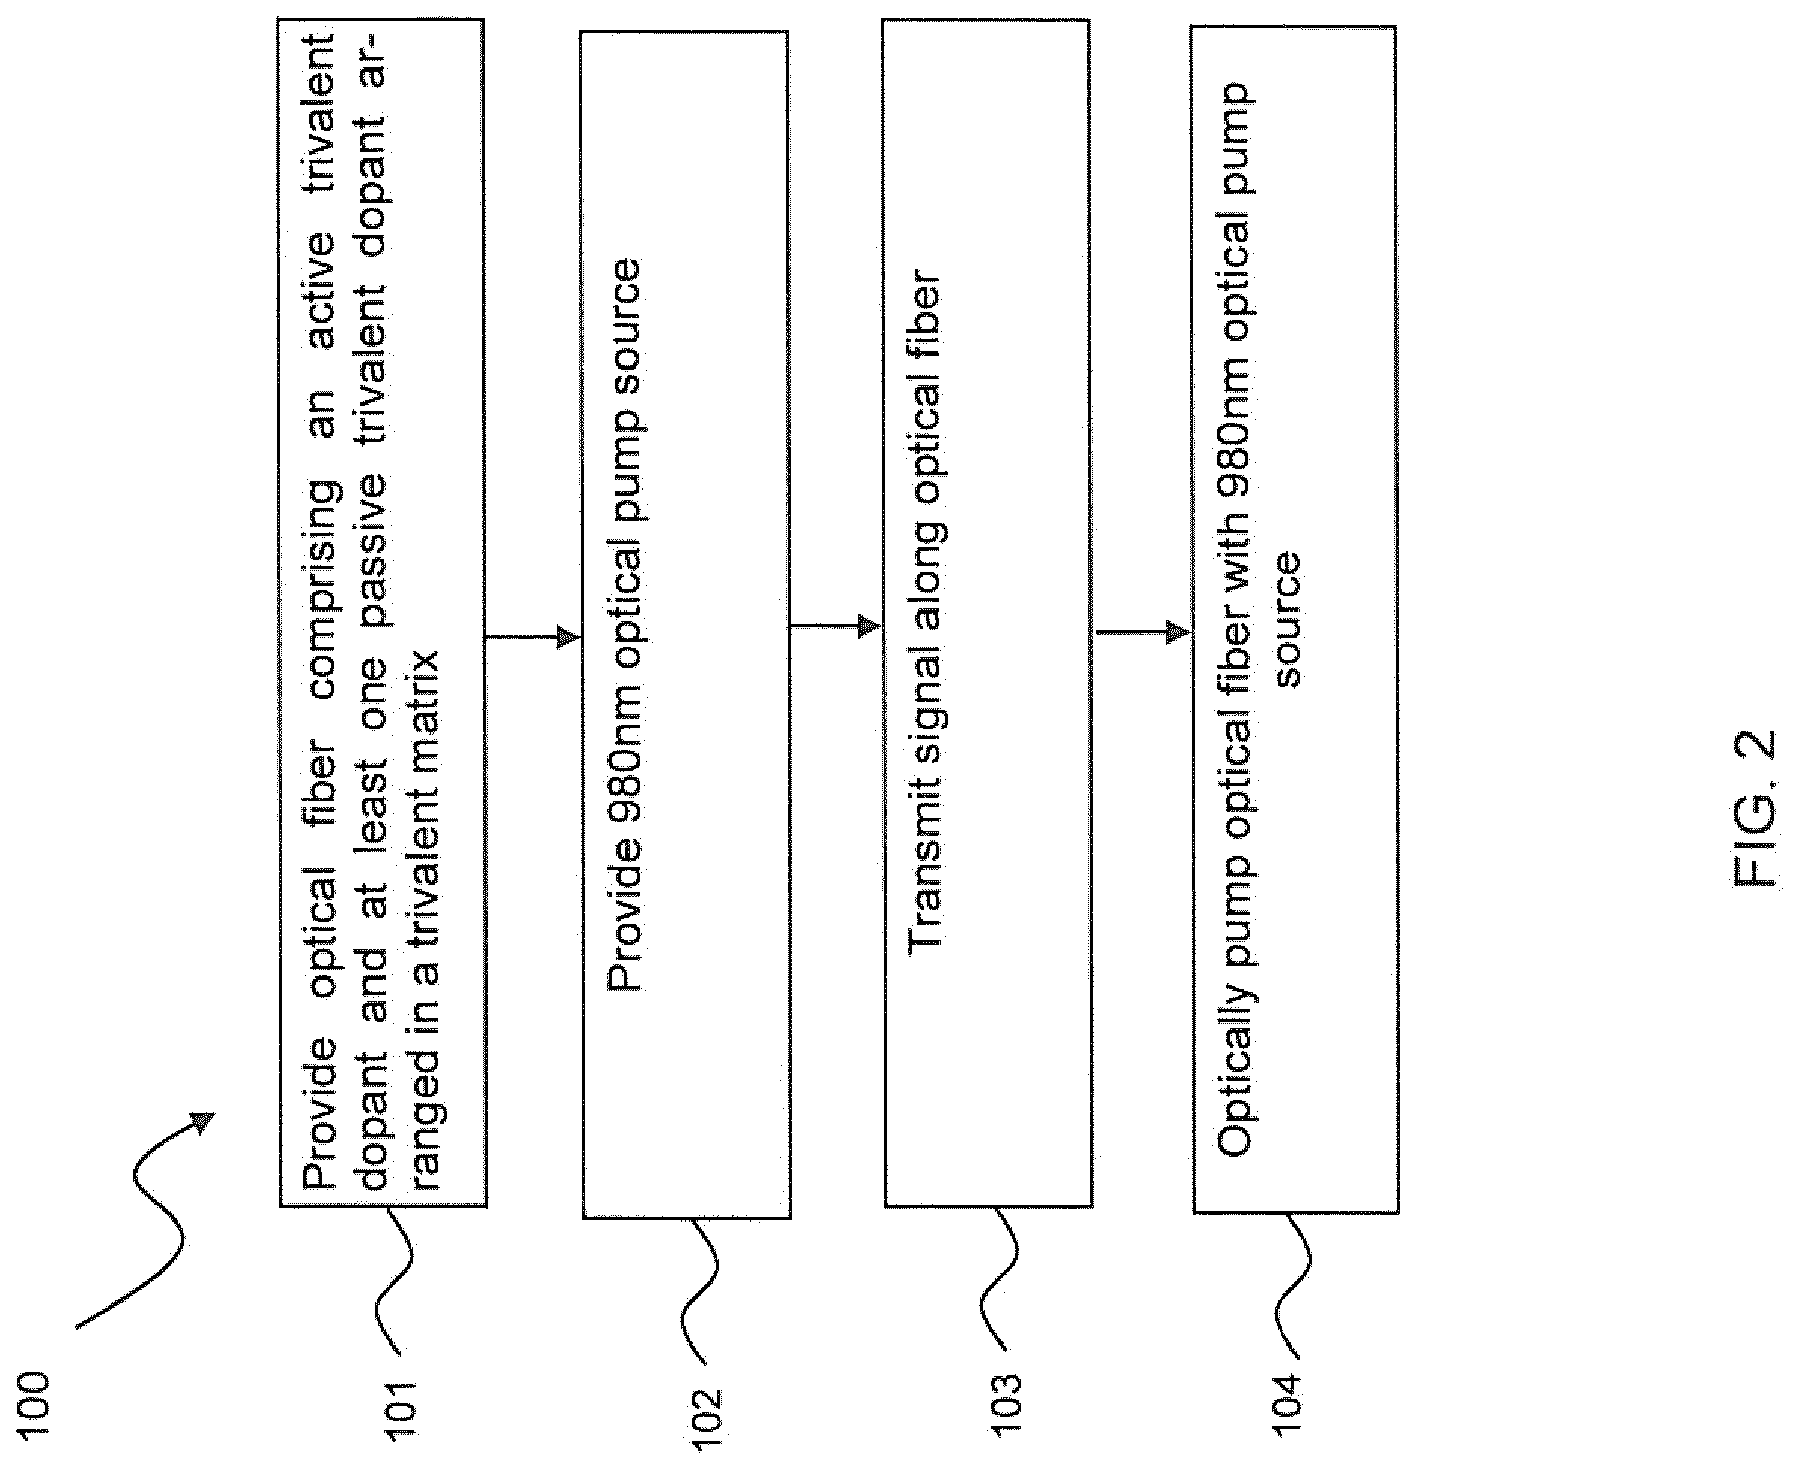 100
101
Provide optical fiber comprising an active trivalent
dopant and at least one passive trivalent dopant ar-
ranged in a trivalent matrix
102
Provide 980nm optical pump source
103
Transmit signal along optical fiber
104
Optically pump optical fiber with 980nm optical pump
source
FIG. 2